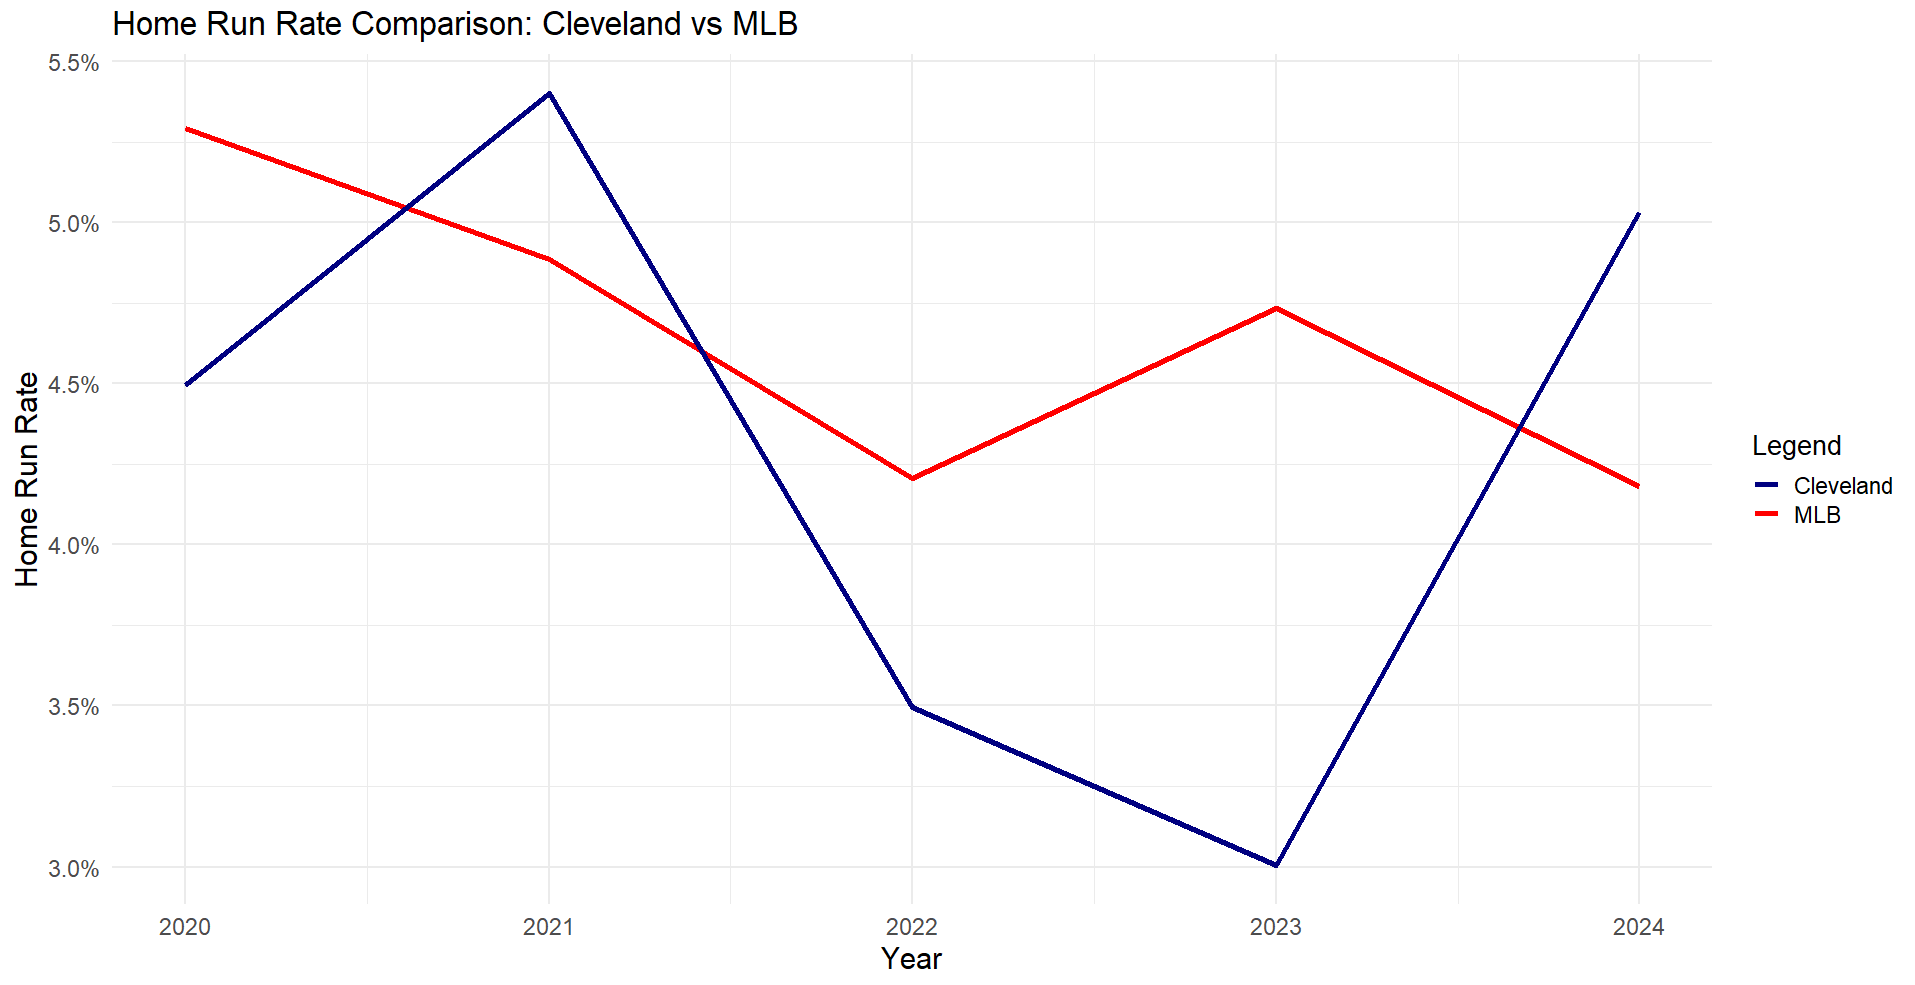 Home Run Rate Comparison: Cleveland vs MLB
5.5%
5.0%
4.5%
4.0%
3.5%
3.0%
Home Run Rate
2020 2021 2022 2023 2024
Year
Legend
Cleveland
MLB